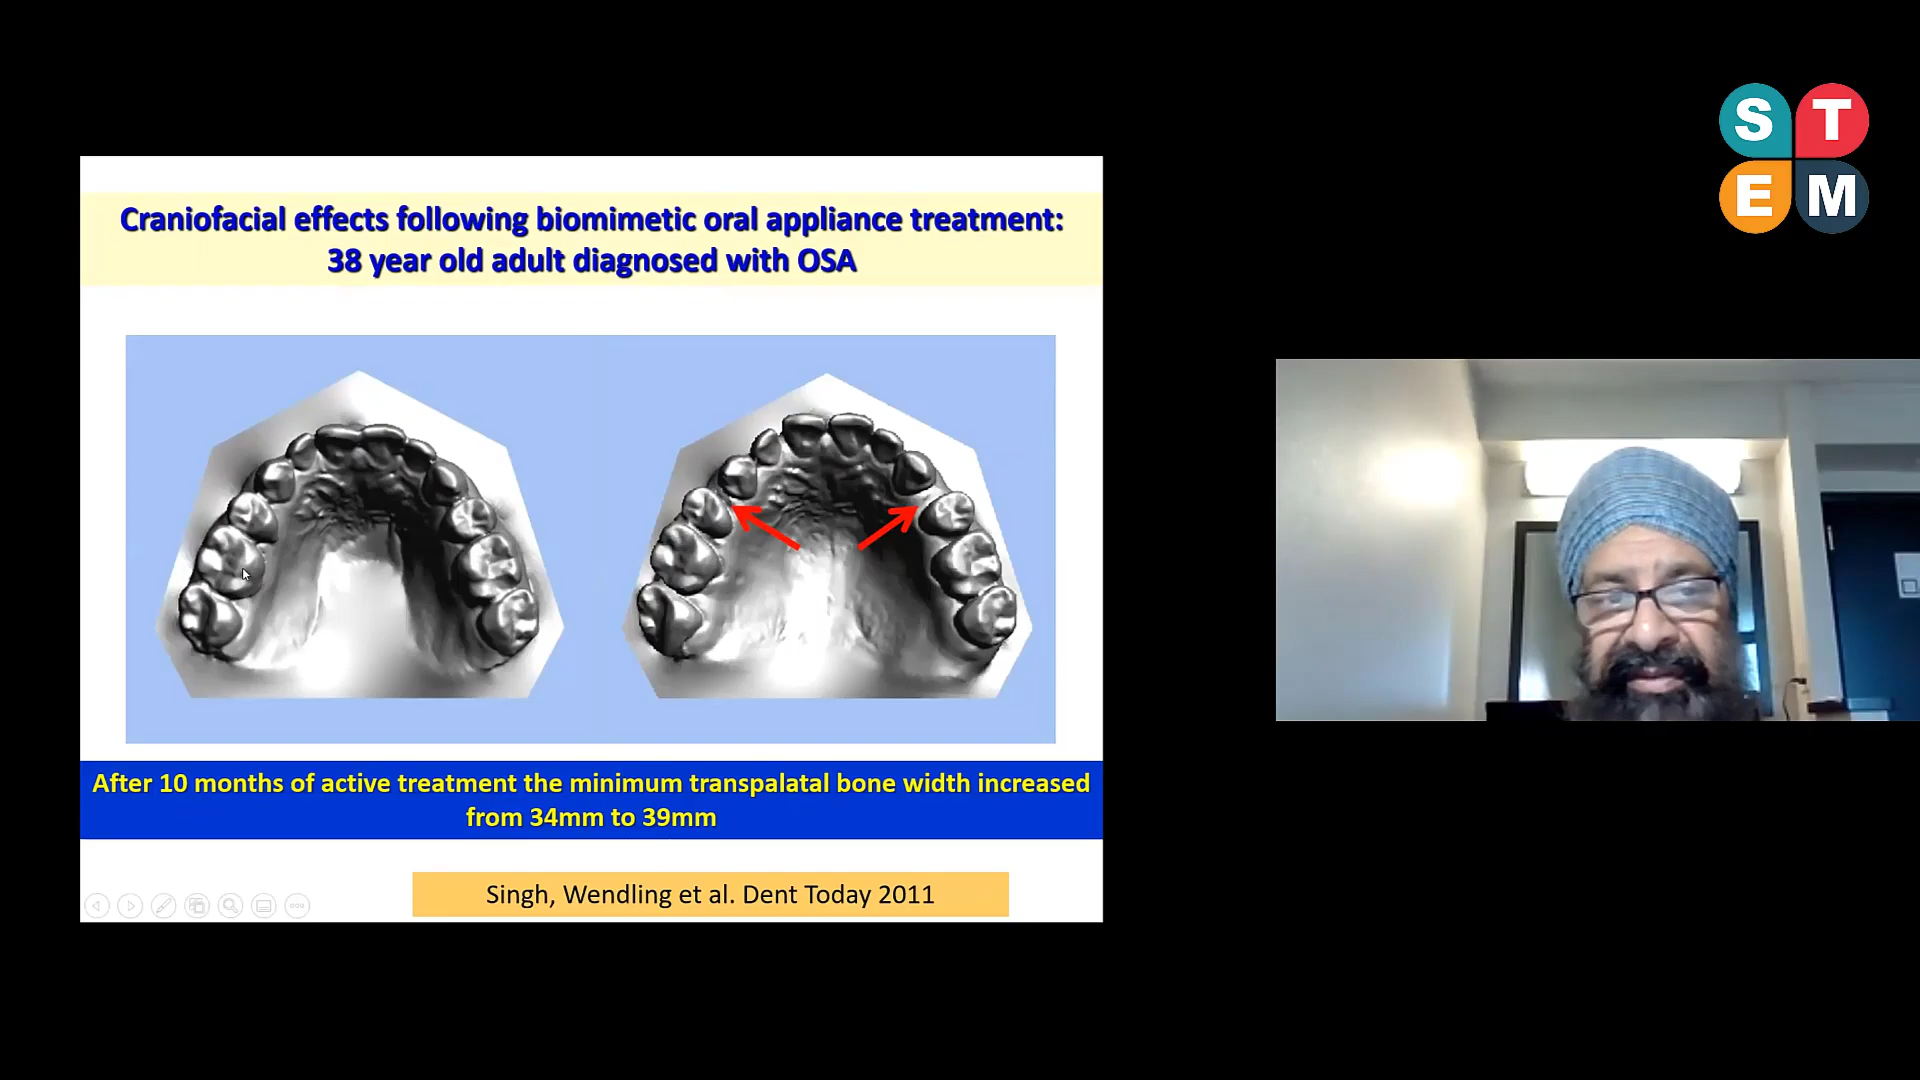 Craniofacial effects following biomimetic oral appliance treatment:
38 year old adult diagnosed with OSA
After 10 months of active treatment the minimum transpalatal bone width increased
from 34mm to 39mm
Singh, Wendling et al. Dent Today 2011
S T
E M